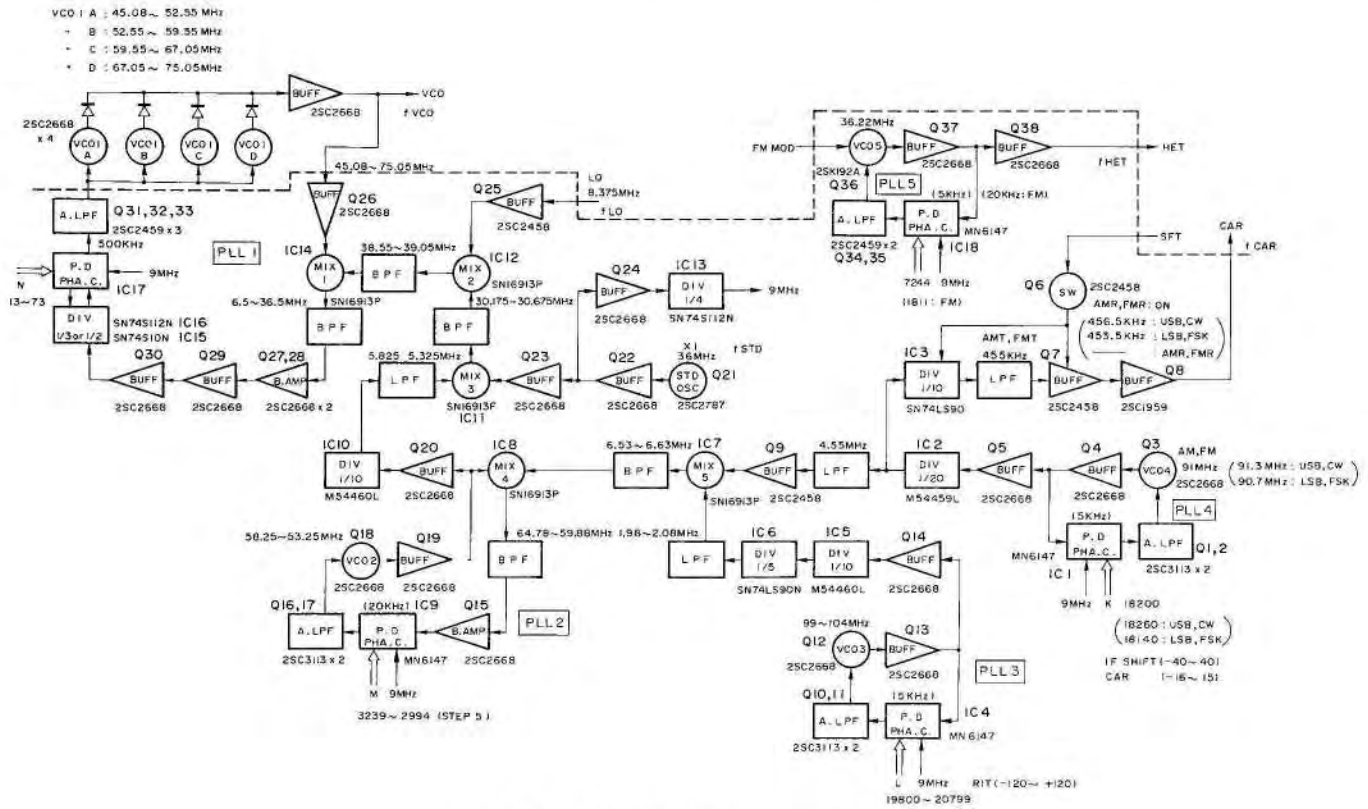 VCO 1 A : 45.08~ 52.55 MHz
" B : 52.55 ~ 59.55 MHz
" C : 59.55~ 67.05MHz
" D : 67.05~ 75.05MHz
BUFF
2SC2668
VCO
f VCO
2SC2668
x 4
VCO1
A
VCO1
B
VCO1
C
VCO1
D
45.08~75.05MHz
A.LPF
Q31,32,33
2SC2459 x 3
500KHz
PLL 1
P.D
PHA.C.
IC17
9MHz
N
13~73
DIV
1/3or1/2
SN74S112N IC16
SN74S10N IC15
Q30
BUFF
2SC2668
Q29
BUFF
2SC2668
Q27,28
B.AMP
2SC2668 x 2
BUFF
Q26
2SC2668
IC14
MIX
1
SN16913P
6.5~36.5MHz
BPF
38.55~39.05MHz
BPF
Q25
BUFF
2SC2458
LO
8.375MHz
f LO
IC12
MIX
2
SN16913P
30.175~30.675MHz
BPF
5.825 5.325MHz
LPF
MIX
3
SN16913P
IC11
Q23
BUFF
2SC2668
Q22
BUFF
2SC2668
X1
36MHz
f STD
STD
OSC
Q21
2SC2787
Q24
BUFF
2SC2668
IC13
DIV
1/4
SN74S112N
9MHz
FM MOD
36.22MHz
VCO5
2SK192A
Q36
Q37
BUFF
2SC2668
Q38
BUFF
2SC2668
f HET
HET
PLL5
(5KHz)
(20KHz:FM)
A.LPF
2SC2459x2
Q34,35
P.D
PHA.C.
MN6147
IC18
7244 9MHz
(1811:FM)
SFT
CAR
f CAR
Q6
SW
2SC2458
AMR,FMR: ON
(456.5KHz : USB,CW
453.5KHz : LSB,FSK
—— : AMR,FMR)
AMT, FMT
IC3
DIV
1/10
SN74LS90
455KHz
LPF
Q7
BUFF
2SC2458
Q8
BUFF
2SC1959
IC10
DIV
1/10
M54460L
Q20
BUFF
2SC2668
IC8
MIX
4
SN16913P
6.53~6.63MHz
BPF
IC7
MIX
5
SN16913P
Q9
BUFF
2SC2458
4.55MHz
LPF
IC2
DIV
1/20
M54459L
Q5
BUFF
2SC2668
Q4
BUFF
Q3
VCO4
AM,FM
91MHz
2SC2668
(91.3MHz : USB,CW
90.7MHz : LSB,FSK)
PLL4
(5KHz)
MN6147
P.D
PHA.C.
IC1
A.LPF
Q1,2
2SC3113 x 2
9MHz K 18200
(18260 : USB,CW
18140 : LSB,FSK)
IF SHIFT(-40~40)
CAR (-16~15)
58.25~53.25MHz
Q18
VCO2
2SC2668
Q19
BUFF
2SC2668
64.78~59.88MHz
BPF
Q16,17
A.LPF
2SC3113 x 2
(20KHz)
IC9
P.D
PHA.C.
MN6147
Q15
B.AMP
2SC2668
PLL2
M 9MHz
3239~2994 (STEP 5)
1.98~2.08MHz
LPF
IC6
DIV
1/5
SN74LS90N
IC5
DIV
1/10
M54460L
Q14
BUFF
2SC2668
99~104MHz
Q12
VCO3
2SC2668
Q13
BUFF
2SC2668
PLL3
(5KHz)
Q10,11
A.LPF
2SC3113 x 2
P.D
PHA.C.
IC4
MN6147
L 9MHz RIT(-120~ +120)
19800~20799